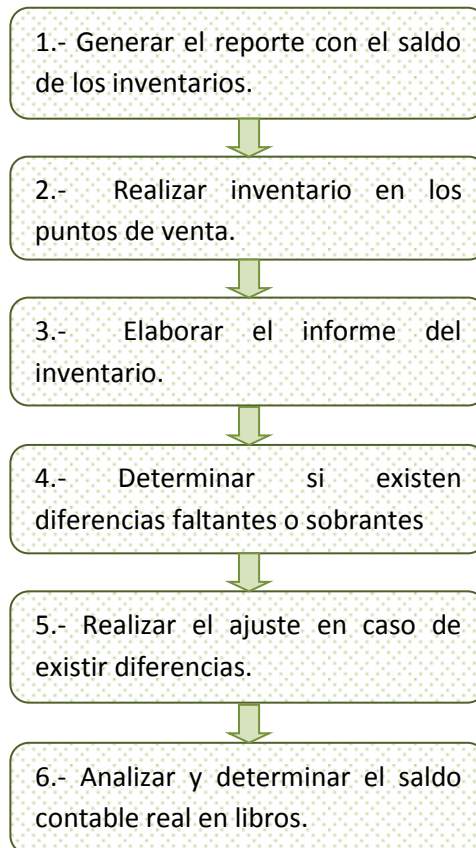 1.- Generar el reporte con el saldo
de los inventarios.
2.- Realizar inventario en los
puntos de venta.
3.- Elaborar el informe del
inventario.
4.- Determinar si existen
diferencias faltantes o sobrantes
5.- Realizar el ajuste en caso de
existir diferencias.
6.- Analizar y determinar el saldo
contable real en libros.